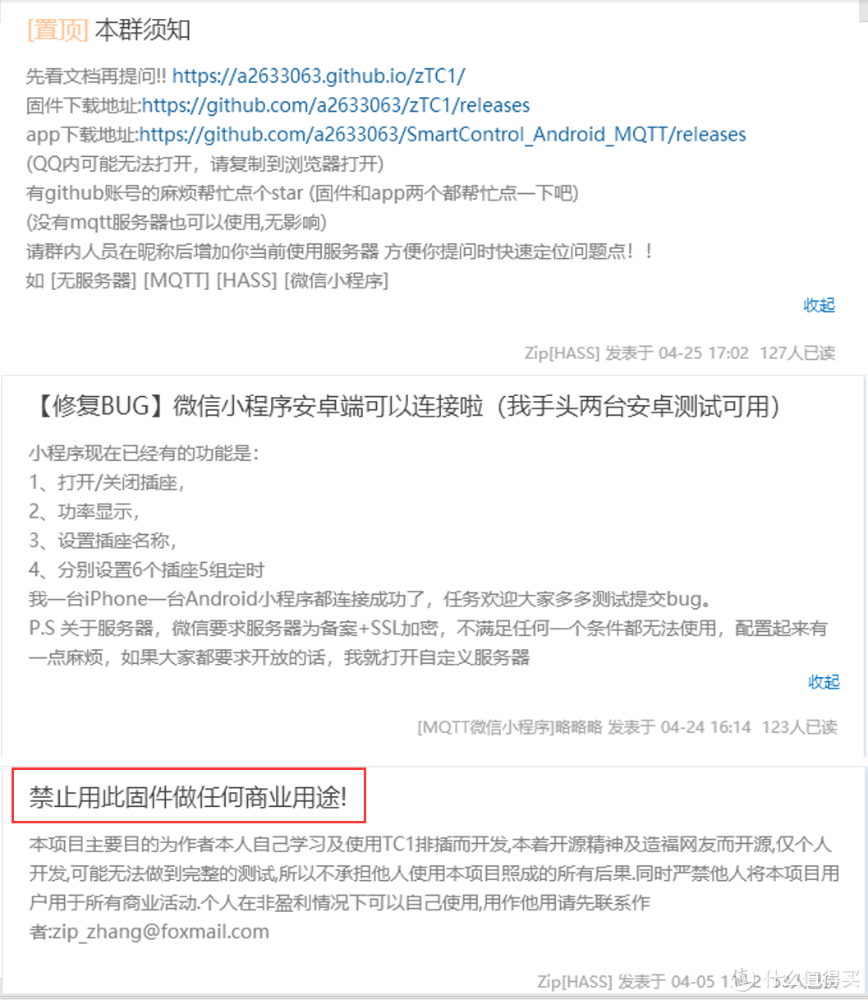 [置顶] 本群须知
先看文档再提问!! https://a2633063.github.io/zTC1/
固件下载地址:https://github.com/a2633063/zTC1/releases
app下载地址:https://github.com/a2633063/SmartControl_Android_MQTT/releases
(QQ内可能无法打开，请复制到浏览器打开)
有github账号的麻烦帮忙点个star (固件和app两个都帮忙点一下吧)
(没有mqtt服务器也可以使用,无影响)
请群内人员在昵称后增加你当前使用服务器 方便你提问时快速定位问题点！！
如 [无服务器] [MQTT] [HASS] [微信小程序]
收起
Zip[HASS] 发表于 04-25 17:02 127人已读
【修复BUG】微信小程序安卓端可以连接啦（我手头两台安卓测试可用）
小程序现在已经有的功能是：
1、打开/关闭插座，
2、功率显示，
3、设置插座名称，
4、分别设置6个插座5组定时
我一台iPhone一台Android小程序都连接成功了，任务欢迎大家多多测试提交bug。
P.S 关于服务器，微信要求服务器为备案+SSL加密，不满足任何一个条件都无法使用，配置起来有
一点麻烦，如果大家都要求开放的话，我就打开自定义服务器
收起
[MQTT微信小程序]略略略 发表于 04-24 16:14 123人已读
禁止用此固件做任何商业用途!
本项目主要目的为作者本人自己学习及使用TC1排插而开发,本着开源精神及造福网友而开源,仅个人
开发,可能无法做到完整的测试,所以不承担他人使用本项目照成的所有后果.同时严禁他人将本项目用
户用于所有商业活动.个人在非盈利情况下可以自己使用,用作他用请先联系作
者:zip_zhang@foxmail.com
Zip[HASS] 发表于 04-05
值 什么值得买